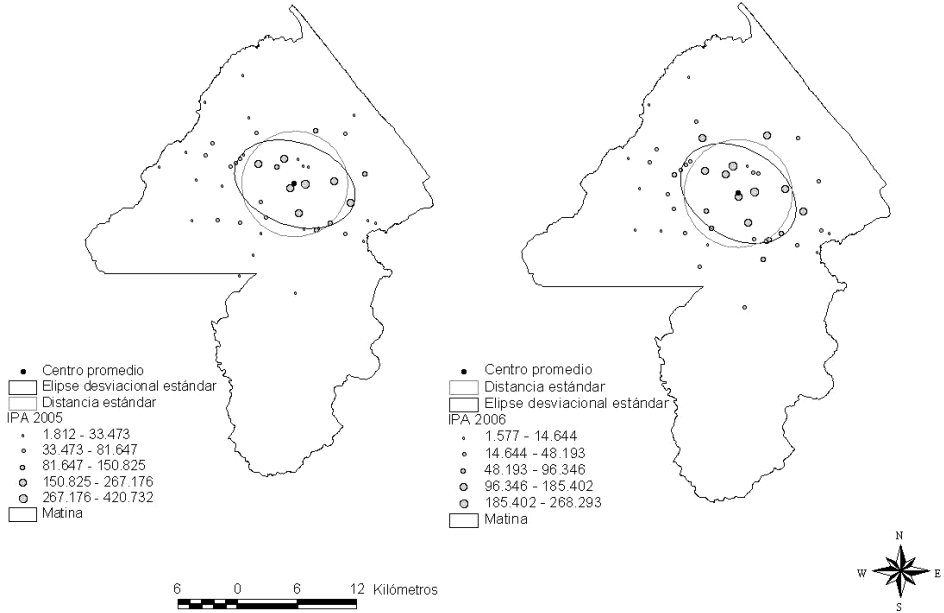 Centro promedio
Elipse desviacional estándar
Distancia estándar
IPA 2005
1.812 - 33.473
33.473 - 81.647
81.647 - 150.825
150.825 - 267.176
267.176 - 420.732
Matina
Centro promedio
Distancia estándar
Elipse desviacional estándar
IPA 2006
1.577 - 14.644
14.644 - 48.193
48.193 - 96.346
96.346 - 185.402
185.402 - 268.293
Matina
6 0 6 12 Kilómetros
N
W E
S